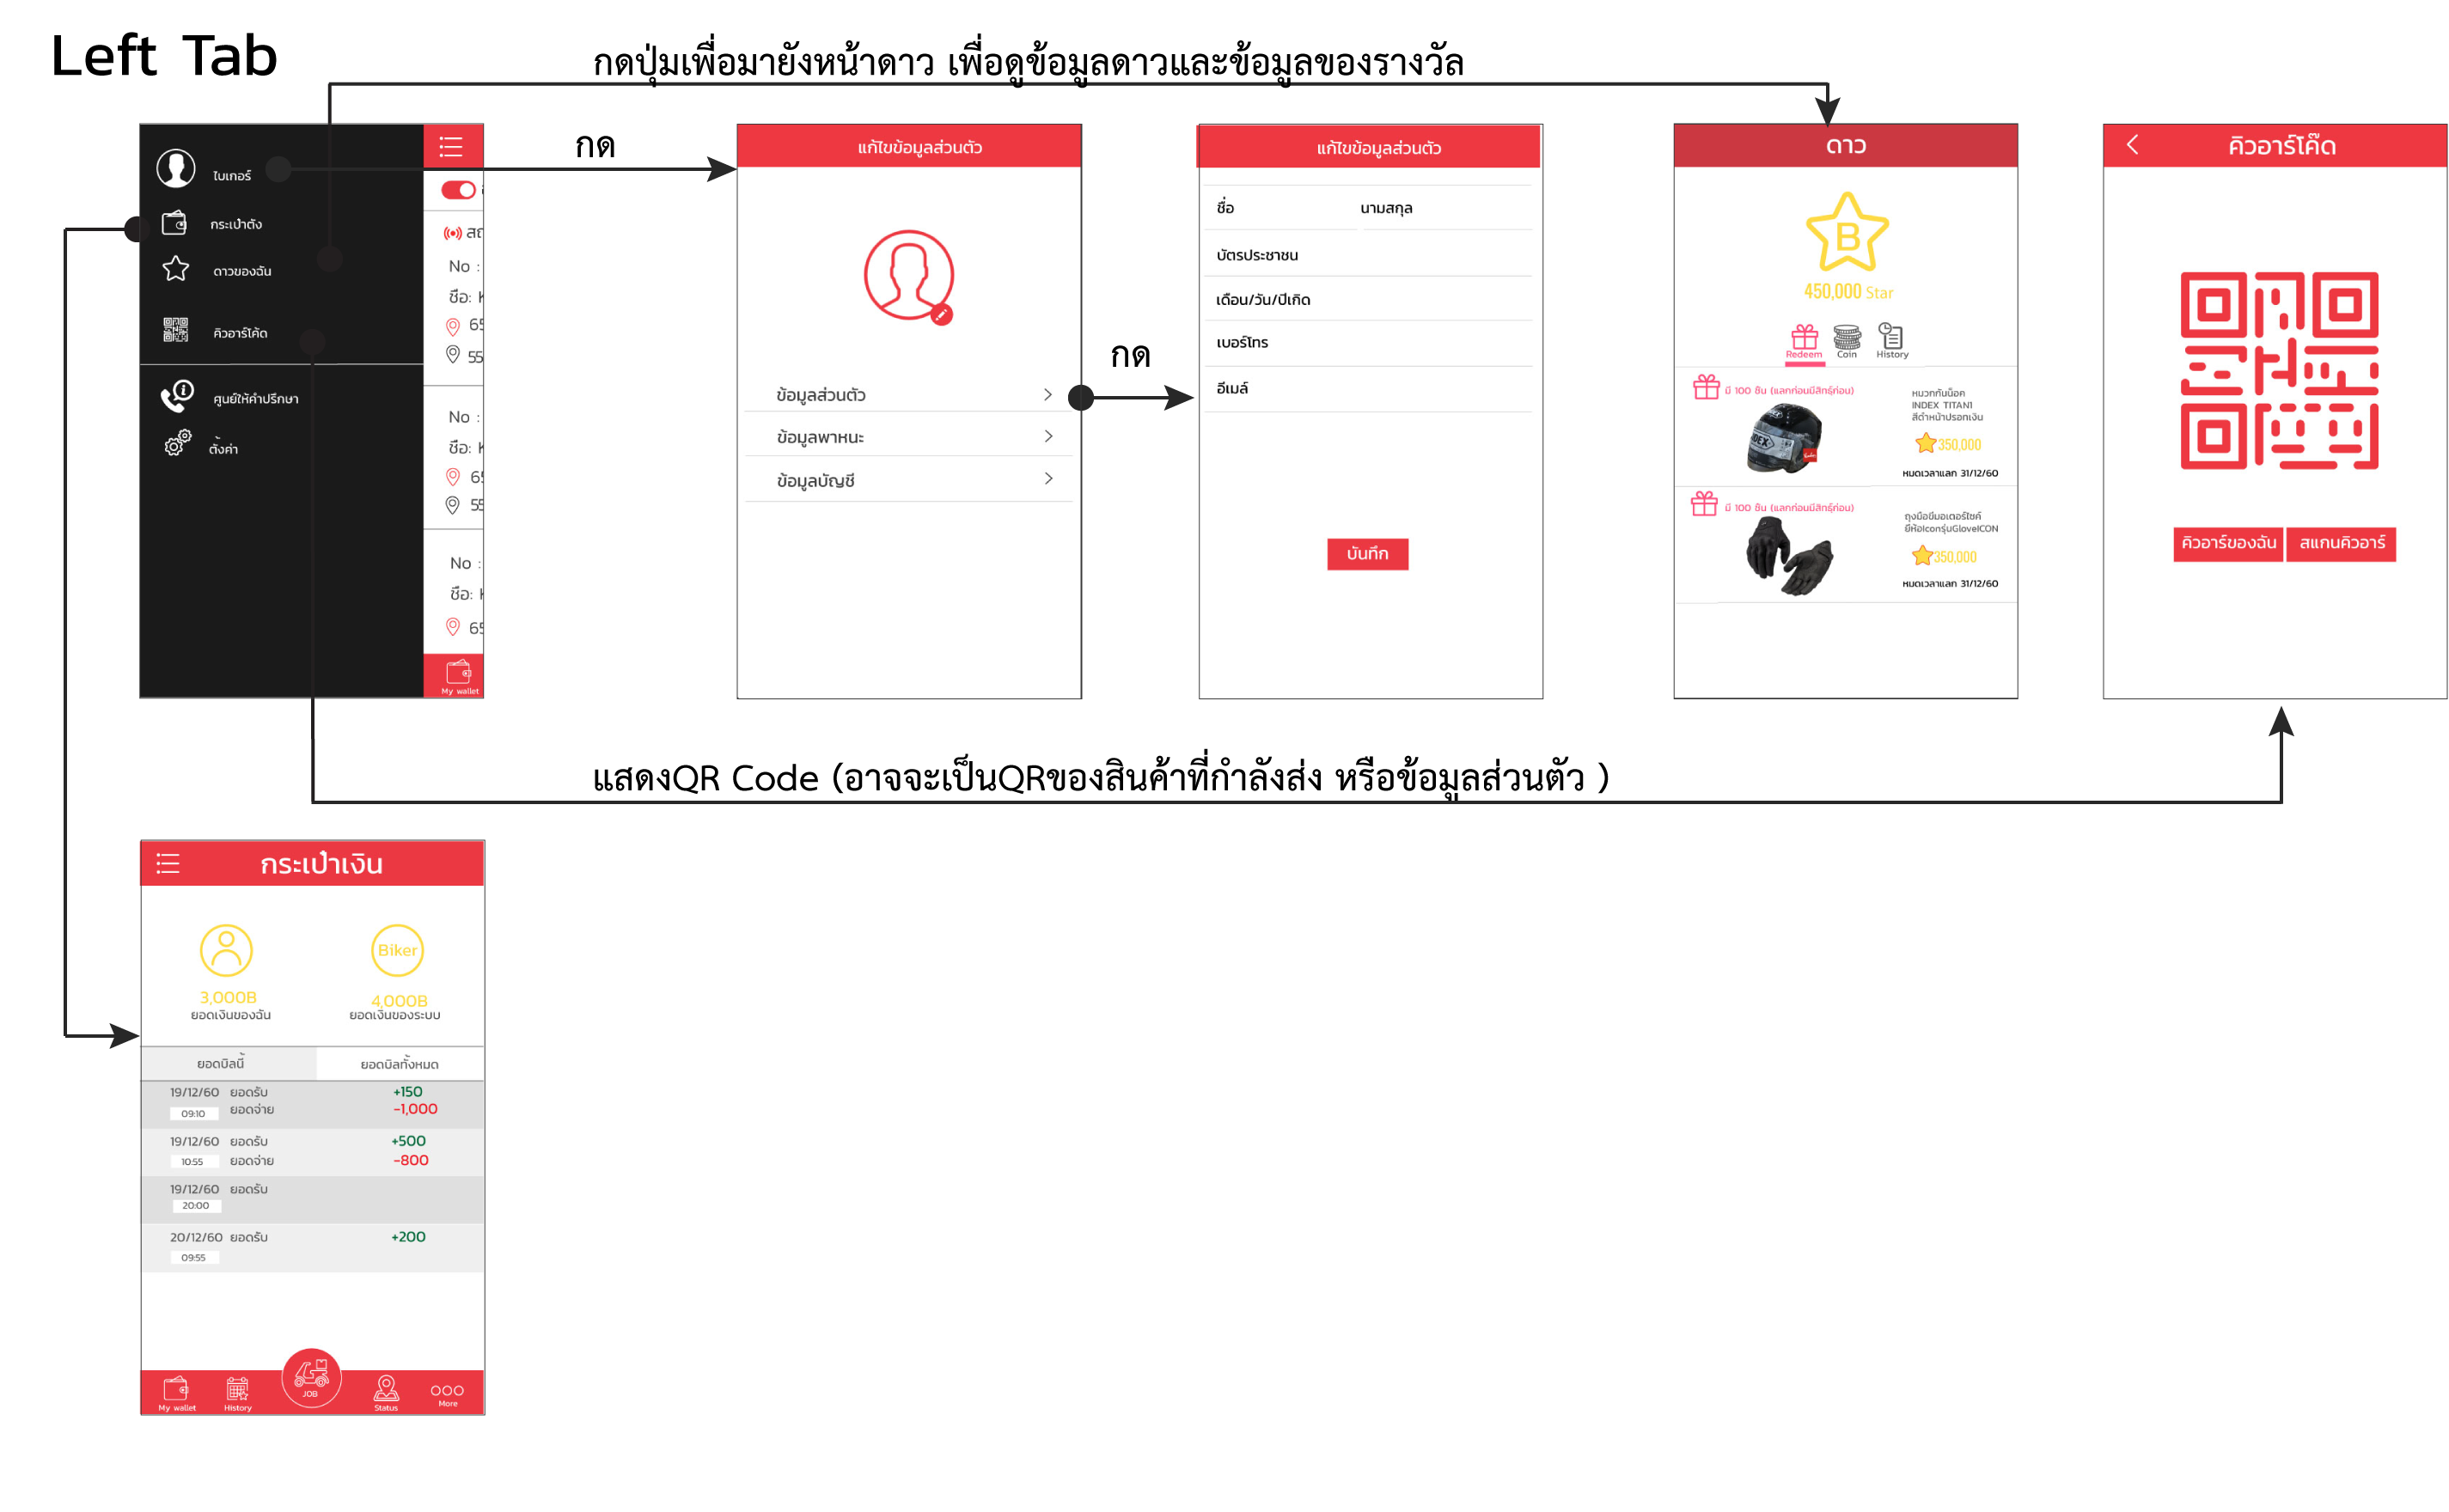 Left Tab
กดปุ่มเพื่อมายังหน้าดาว เพื่อดูข้อมูลดาวและข้อมูลของรางวัล
ไบเกอร์
กระเป๋าตัง
ดาวของฉัน
คิวอาร์โค้ด
ศูนย์ให้คำปรึกษา
ตั้งค่า
No :
ชื่อ:
65
55
No :
ชื่อ:
65
55
No :
ชื่อ:
65
My wallet
กด
แก้ไขข้อมูลส่วนตัว
ข้อมูลส่วนตัว
ข้อมูลพาหนะ
ข้อมูลบัญชี
กด
แก้ไขข้อมูลส่วนตัว
ชื่อ นามสกุล
บัตรประชาชน
เดือน/วัน/ปีเกิด
เบอร์โทร
อีเมล์
บันทึก
ดาว
B
450,000 Star
Redeem Coin History
มี 100 ชิ้น (แลกก่อนมีสิทธุ์ก่อน)
หมวกกันน็อค
INDEX TITAN1
สีดำหน้าปรอทเงิน
INDEX
350,000
หมดเวลาแลก 31/12/60
มี 100 ชิ้น (แลกก่อนมีสิทธุ์ก่อน)
ถุงมือขี่มอเตอร์ไซค์
ยี่ห้อIconรุ่นGloveICON
350,000
หมดเวลาแลก 31/12/60
คิวอาร์โค๊ด
คิวอาร์ของฉัน สแกนคิวอาร์
แสดงQR Code (อาจจะเป็นQRของสินค้าที่กำลังส่ง หรือข้อมูลส่วนตัว )
กระเป๋าเงิน
Biker
3,000B 4,000B
ยอดเงินของฉัน ยอดเงินของระบบ
ยอดบิลนี้ ยอดบิลทั้งหมด
19/12/60 ยอดรับ +150
09:10 ยอดจ่าย -1,000
19/12/60 ยอดรับ +500
10:55 ยอดจ่าย -800
19/12/60 ยอดรับ
20:00
20/12/60 ยอดรับ +200
09:55
My wallet History JOB Status More